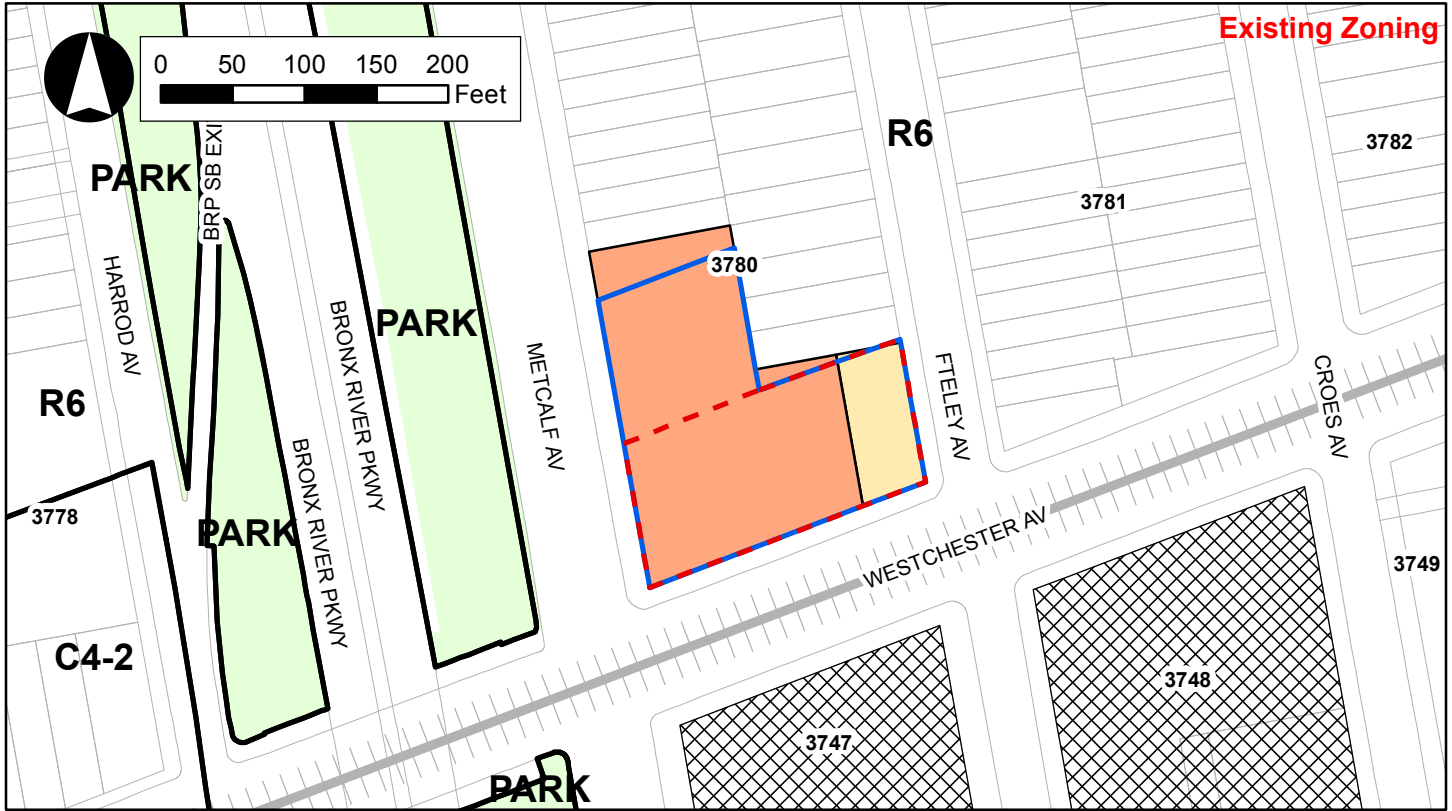 Existing Zoning
0 50 100 150 200
Feet
R6
3782
PARK
BRP SB EXI
3781
HARROD AV
3780
BRONX RIVER PKWY
PARK
METCALF AV
FTELEY AV
CROES AV
R6
BRONX RIVER PKWY
3778
PARK
WESTCHESTER AV
3749
C4-2
3748
3747
PARK